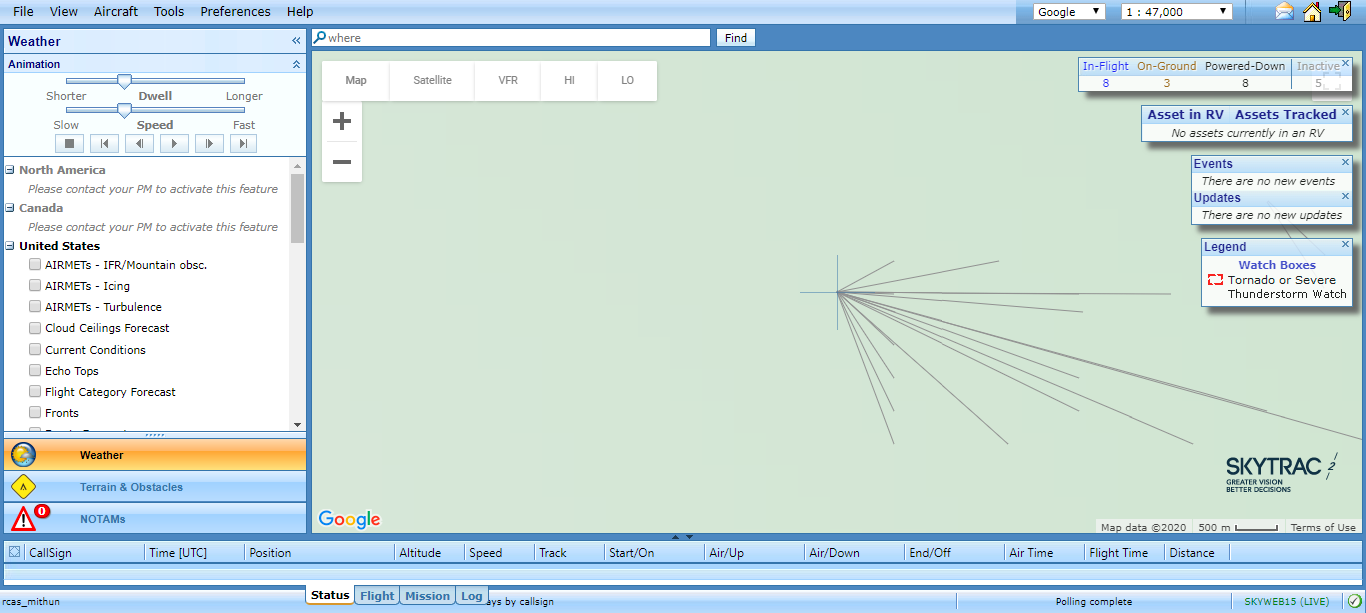 File View Aircraft Tools Preferences Help
Google 1 : 47,000
Weather
Animation
Shorter Dwell Longer
Slow Speed Fast
North America
Please contact your PM to activate this feature
Canada
Please contact your PM to activate this feature
United States
AIRMETs - IFR/Mountain obsc.
AIRMETs - Icing
AIRMETs - Turbulence
Cloud Ceilings Forecast
Current Conditions
Echo Tops
Flight Category Forecast
Fronts
Weather
Terrain & Obstacles
0
NOTAMs
where Find
Map Satellite VFR HI LO
In-Flight On-Ground Powered-Down Inactive
8 3 8 5
Asset in RV Assets Tracked
No assets currently in an RV
Events
There are no new events
Updates
There are no new updates
Legend
Watch Boxes
Tornado or Severe
Thunderstorm Watch
SKYTRAC
GREATER VISION
BETTER DECISIONS
Google
Map data ©2020 500 m Terms of Use
CallSign Time [UTC] Position Altitude Speed Track Start/On Air/Up Air/Down End/Off Air Time Flight Time Distance
Status Flight Mission Log
rcas_mithun ays by callsign Polling complete SKYWEB15 (LIVE)